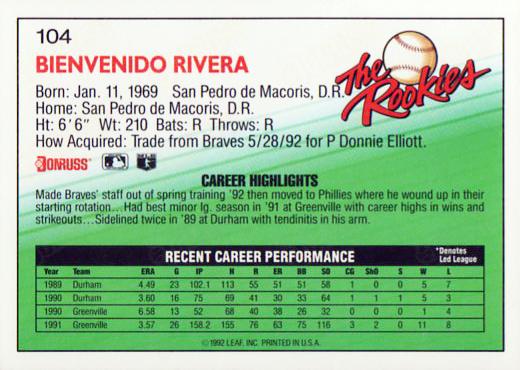 104
BIENVENIDO RIVERA
The
Rookies
Born: Jan. 11, 1969 San Pedro de Macoris, D.R.
Home: San Pedro de Macoris, D.R.
Ht: 6'6" Wt: 210 Bats: R Throws: R
How Acquired: Trade from Braves 5/28/92 for P Donnie Elliott.
DONRUSS
CAREER HIGHLIGHTS
Made Braves' staff out of spring training '92 then moved to Phillies where he wound up in their
starting rotation...Had best minor lg. season in '91 at Greenville with career highs in wins and
strikeouts...Sidelined twice in '89 at Durham with tendinitis in his arm.
RECENT CAREER PERFORMANCE
*Denotes
Led League
Year Team ERA G IP H R ER BB SO CG ShO S W L
1989 Durham 4.49 23 102.1 113 55 51 51 58 1 0 0 5 7
1990 Durham 3.60 16 75 69 41 30 33 64 1 1 1 5 3
1990 Greenville 6.58 13 52 68 40 38 26 32 0 0 0 1 4
1991 Greenville 3.57 26 158.2 155 76 63 75 116 3 2 0 11 8
©1992 LEAF, INC. PRINTED IN U.S.A.